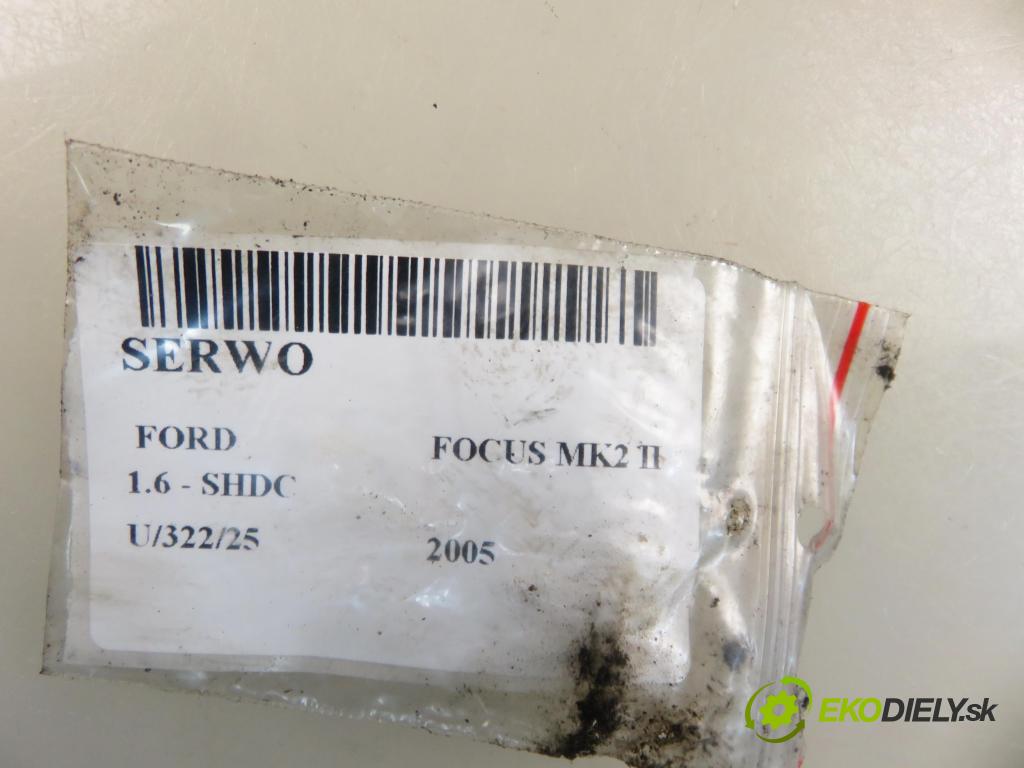 SERWO
FORD FOCUS MK2 II
1.6 - SHDC
U/322/25 2005
EKODIELY.sk